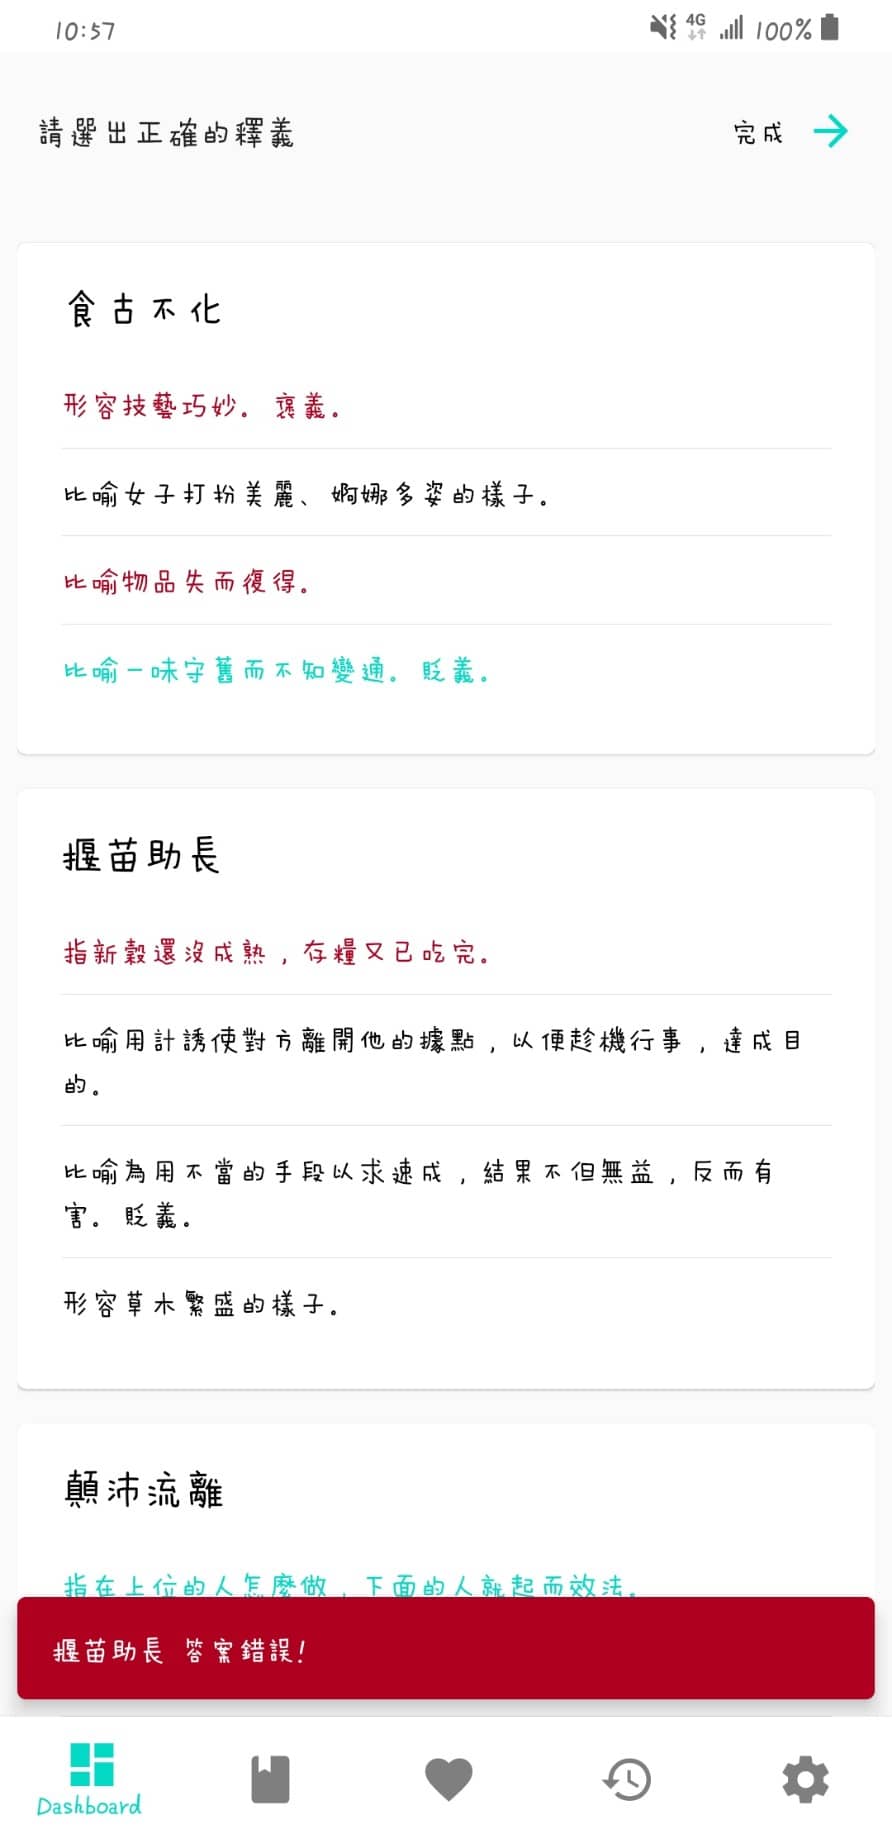 10:57
4G
100%
請選出正確的釋義
完成
食古不化
形容技藝巧妙。 褒義。
比喻女子打扮美麗、婀娜多姿的樣子。
比喻物品失而復得。
比喻一味守舊而不知變通。 貶義。
揠苗助長
指新穀還沒成熟，存糧又已吃完。
比喻用計誘使對方離開他的據點，以便趁機行事，達成目
的。
比喻為用不當的手段以求速成，結果不但無益，反而有
害。 貶義。
形容草木繁盛的樣子。
顛沛流離
指在上位的人怎麼做，下面的人就起而效法。
揠苗助長 答案錯誤!
Dashboard